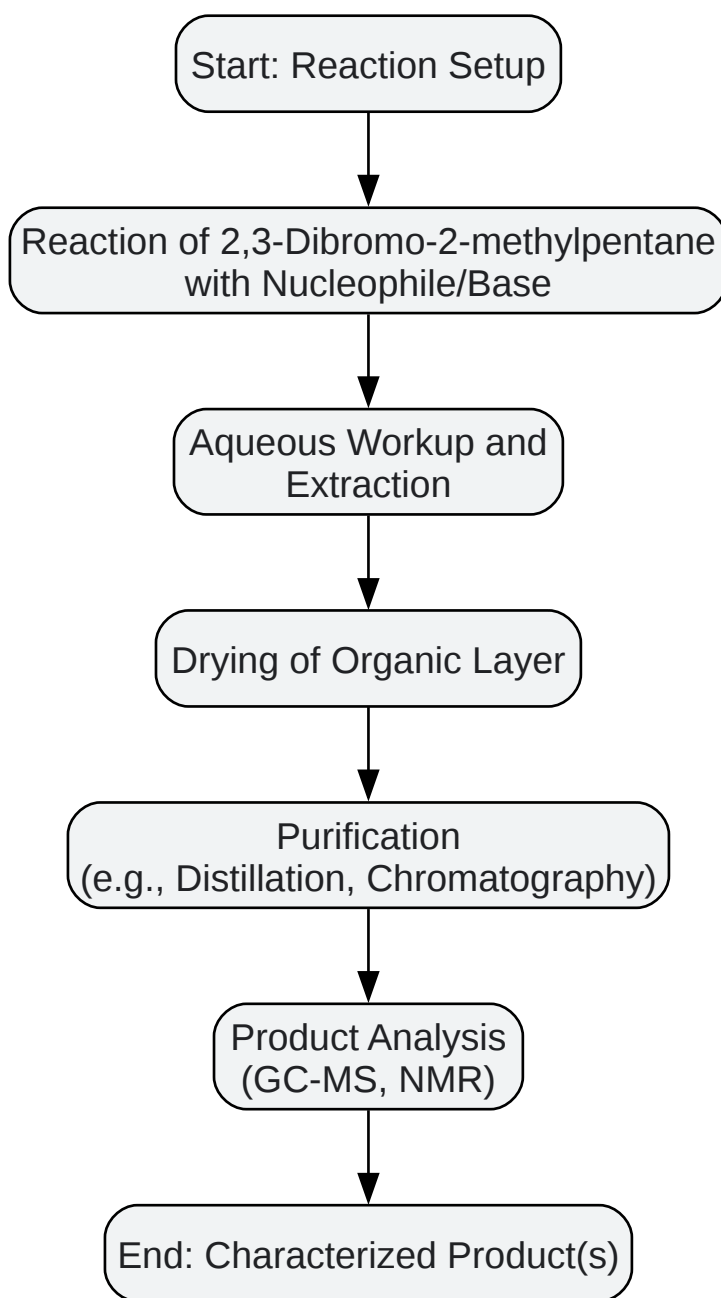 Start: Reaction Setup
Reaction of 2,3-Dibromo-2-methylpentane
with Nucleophile/Base
Aqueous Workup and
Extraction
Drying of Organic Layer
Purification
(e.g., Distillation, Chromatography)
Product Analysis
(GC-MS, NMR)
End: Characterized Product(s)